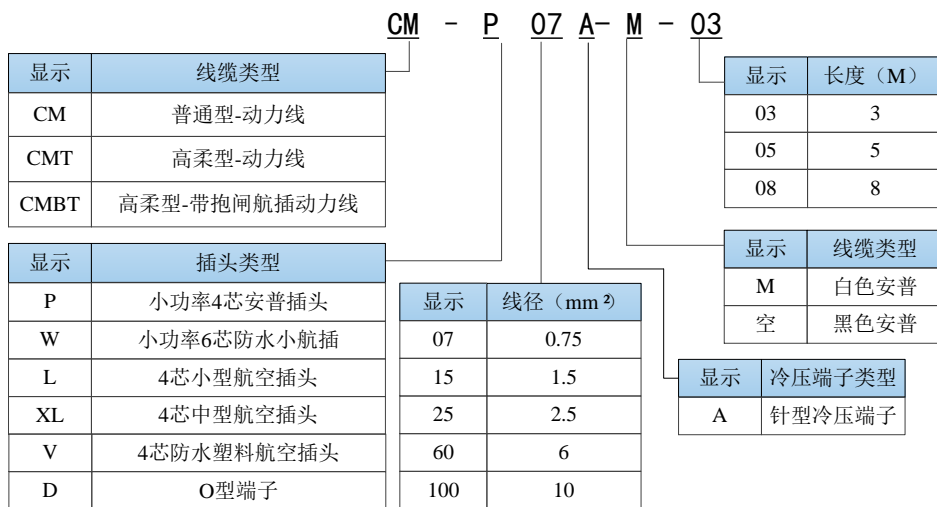 CM - P 07 A- M - 03
显示 线缆类型
CM 普通型-动力线
CMT 高柔型-动力线
CMBT 高柔型-带抱闸航插动力线
显示 插头类型
P 小功率4芯安普插头
W 小功率6芯防水小航插
L 4芯小型航空插头
XL 4芯中型航空插头
V 4芯防水塑料航空插头
D O型端子
显示 线径（mm²）
07 0.75
15 1.5
25 2.5
60 6
100 10
显示 长度（M）
03 3
05 5
08 8
显示 线缆类型
M 白色安普
空 黑色安普
显示 冷压端子类型
A 针型冷压端子